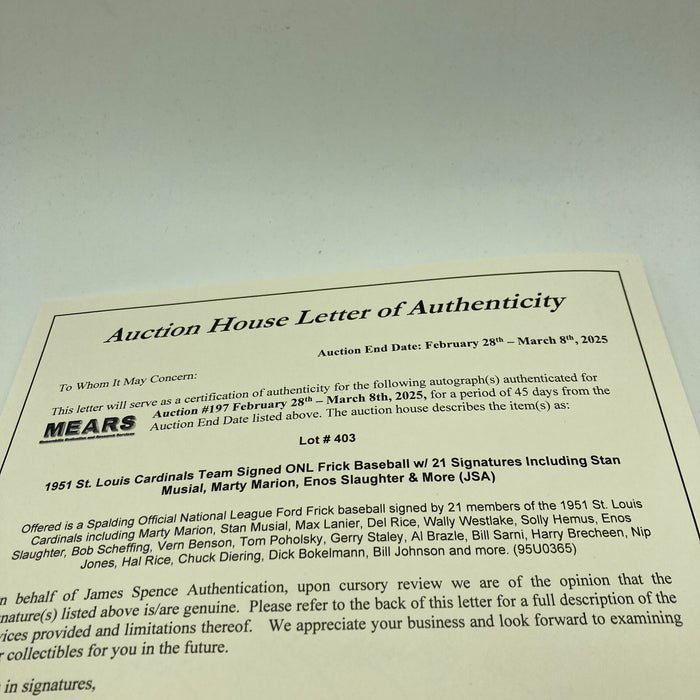 Auction House Letter of Authenticity
Auction End Date: February 28th – March 8th, 2025
To Whom It May Concern:
This letter will serve as a certification of authenticity for the following autograph(s) authenticated for
Auction #197 February 28th – March 8th, 2025, for a period of 45 days from the
MEARS Auction End Date listed above. The auction house describes the item(s) as:
Lot # 403
1951 St. Louis Cardinals Team Signed ONL Frick Baseball w/ 21 Signatures Including Stan
Musial, Marty Marion, Enos Slaughter & More (JSA)
Offered is a Spalding Official National League Ford Frick baseball signed by 21 members of the 1951 St. Louis
Cardinals including Marty Marion, Stan Musial, Max Lanier, Del Rice, Wally Westlake, Solly Hemus, Enos
Slaughter, Bob Scheffing, Vern Benson, Tom Poholsky, Gerry Staley, Al Brazle, Bill Sarni, Harry Brecheen, Nip
Jones, Hal Rice, Chuck Diering, Dick Bokelmann, Bill Johnson and more. (95U0365)
n behalf of James Spence Authentication, upon cursory review we are of the opinion that the
nature(s) listed above is/are genuine. Please refer to the back of this letter for a full description of the
vices provided and limitations thereof. We appreciate your business and look forward to examining
r collectibles for you in the future.
in signatures,